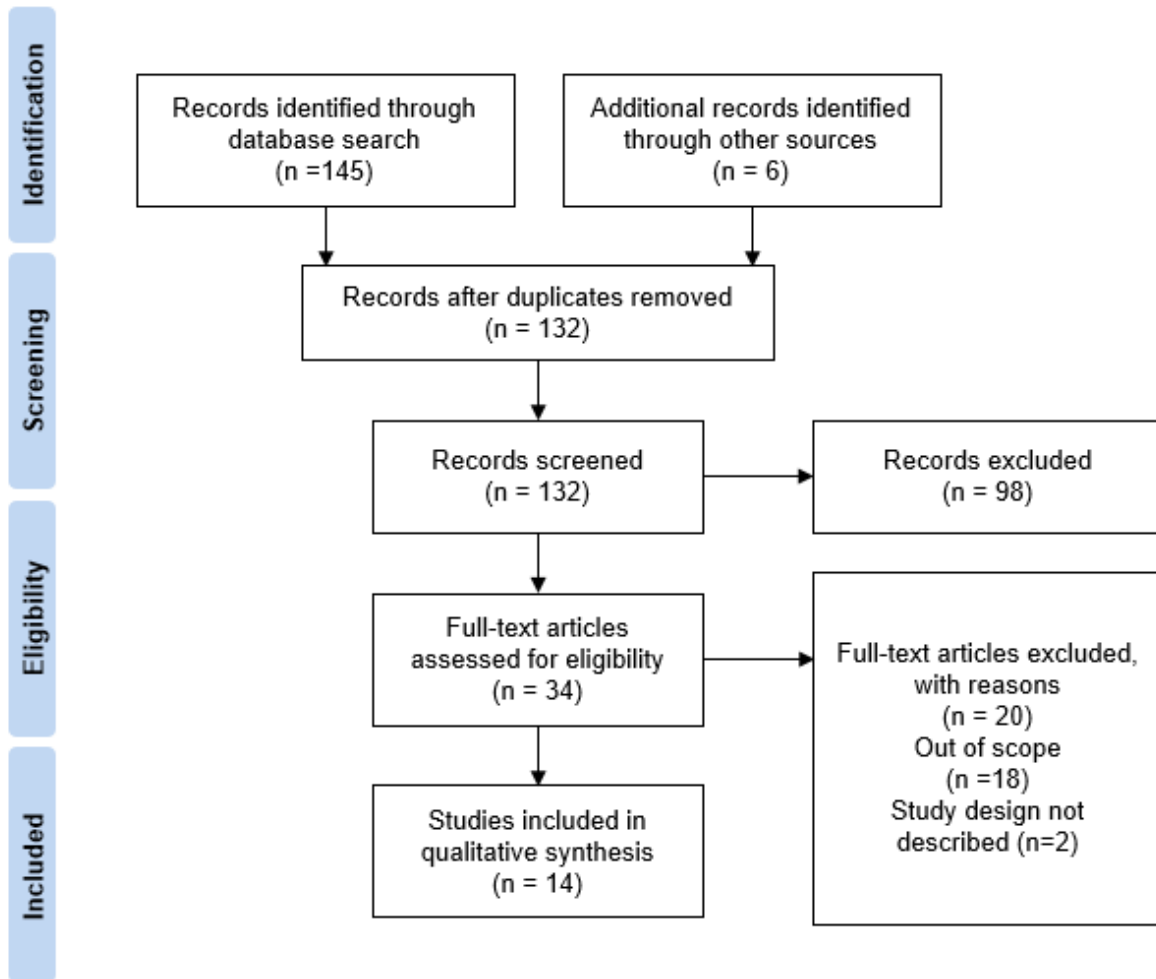 Identification
Records identified through
database search
(n =145)
Additional records identified
through other sources
(n = 6)
Screening
Records after duplicates removed
(n = 132)
Records screened
(n = 132)
Records excluded
(n = 98)
Eligibility
Full-text articles
assessed for eligibility
(n = 34)
Full-text articles excluded,
with reasons
(n = 20)
Out of scope
(n =18)
Study design not
described (n=2)
Included
Studies included in
qualitative synthesis
(n = 14)